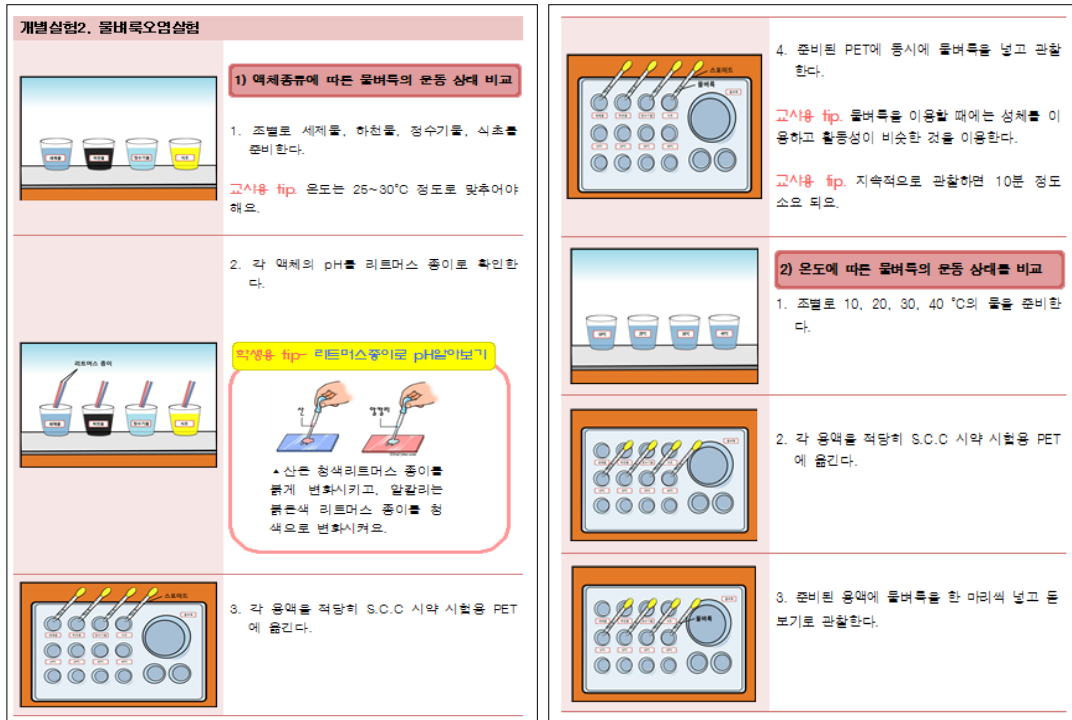 개별실험2. 물벼룩오염실험
1) 액체종류에 따른 물벼룩의 운동 상태 비교
1. 조별로 세제물, 하천물, 정수기물, 식초를
준비한다.
교사용 tip. 온도는 25~30°C 정도로 맞추어야
해요.
2. 각 액체의 pH를 리트머스 종이로 확인한
다.
리트머스 종이
학생용 tip- 리트머스종이로 pH알아보기
산
알칼리
▲산은 청색리트머스 종이를
붉게 변화시키고, 알칼리는
붉은색 리트머스 종이를 청
색으로 변화시켜요.
스포이드
3. 각 용액을 적당히 S.C.C 시약 시험용 PET
에 옮긴다.
스포이드
물벼룩
4. 준비된 PET에 동시에 물벼룩을 넣고 관찰
한다.
교사용 tip. 물벼룩을 이용할 때에는 성체를 이
용하고 활동성이 비슷한 것을 이용한다.
교사용 tip. 지속적으로 관찰하면 10분 정도
소요 되요.
2) 온도에 따른 물벼룩의 운동 상태를 비교
1. 조별로 10, 20, 30, 40 °C의 물을 준비한
다.
2. 각 용액을 적당히 S.C.C 시약 시험용 PET
에 옮긴다.
물벼룩
3. 준비된 용액에 물벼룩을 한 마리씩 넣고 돋
보기로 관찰한다.